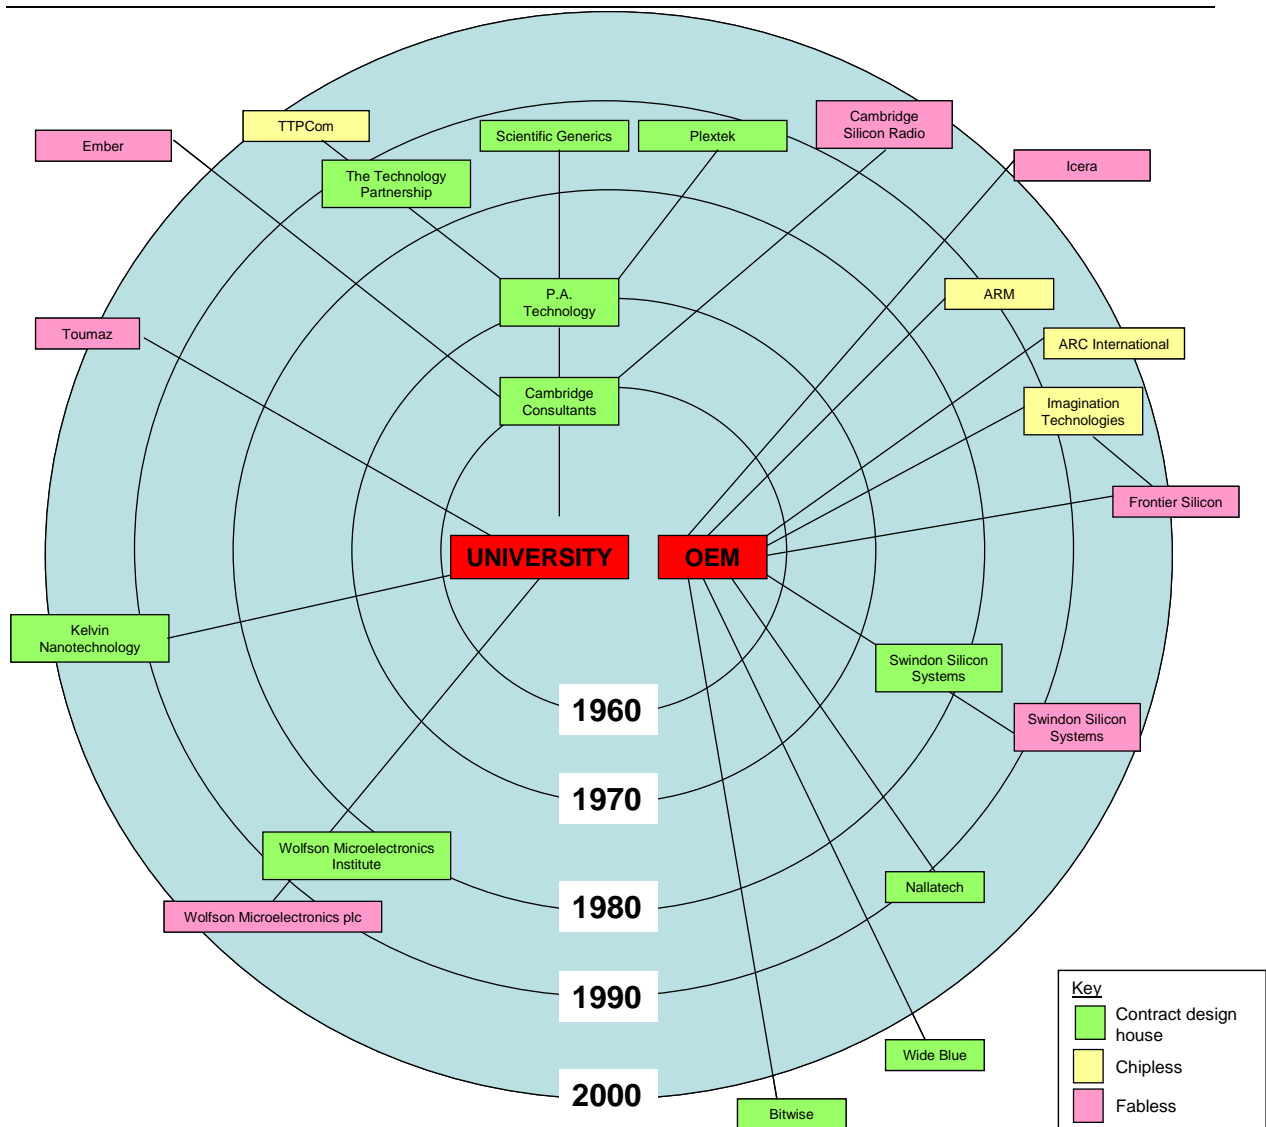 TTPCom
Scientific Generics
Plextek
Cambridge
Silicon Radio
Ember
Icera
The Technology
Partnership
P.A.
Technology
ARM
Toumaz
ARC International
Cambridge
Consultants
Imagination
Technologies
Frontier Silicon
UNIVERSITY
OEM
Kelvin
Nanotechnology
Swindon Silicon
Systems
1960
Swindon Silicon
Systems
1970
Wolfson Microelectronics
Institute
Nallatech
Wolfson Microelectronics plc
1980
1990
Key
Contract design
house
Wide Blue
Chipless
2000
Fabless
Bitwise